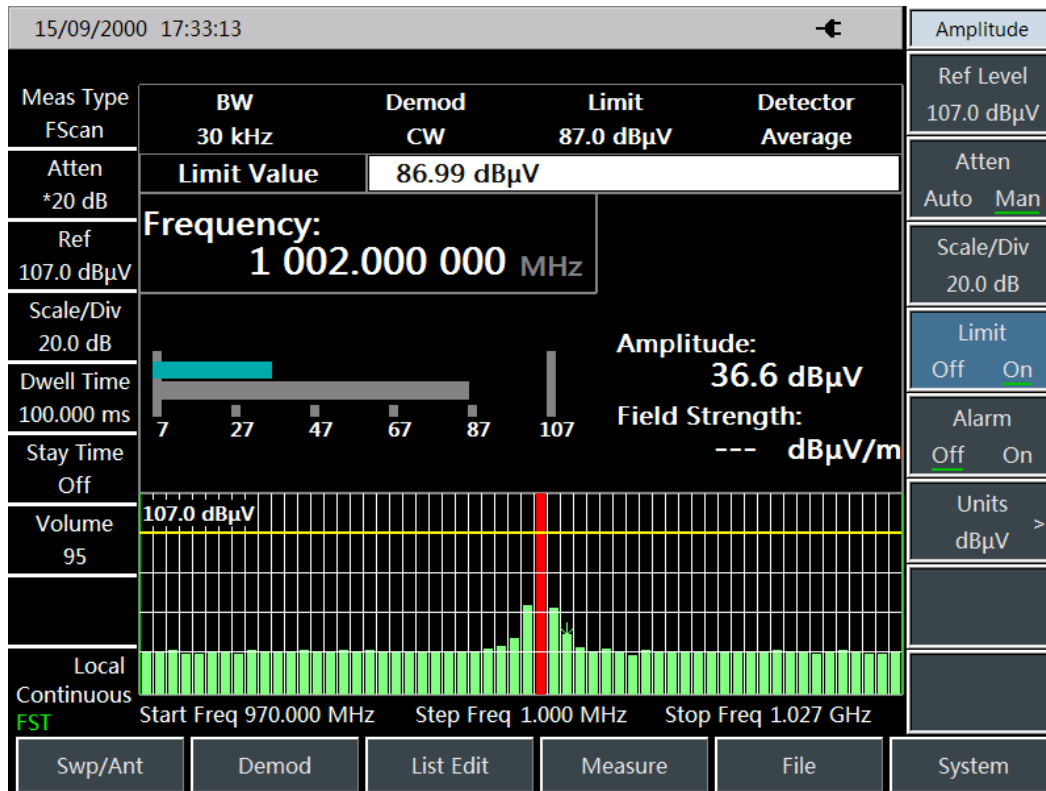 15/09/2000 17:33:13
Amplitude
Meas Type
FScan
Atten
*20 dB
Ref
107.0 dBµV
Scale/Div
20.0 dB
Dwell Time
100.000 ms
Stay Time
Off
Volume
95
Local
Continuous
FST
BW Demod Limit Detector
30 kHz CW 87.0 dBµV Average
Limit Value 86.99 dBµV
Frequency:
1 002.000 000 MHz
Amplitude:
36.6 dBµV
Field Strength:
--- dBµV/m
7 27 47 67 87 107
107.0 dBµV
Start Freq 970.000 MHz Step Freq 1.000 MHz Stop Freq 1.027 GHz
Ref Level
107.0 dBµV
Atten
Auto Man
Scale/Div
20.0 dB
Limit
Off On
Alarm
Off On
Units
dBµV >
Swp/Ant Demod List Edit Measure File System